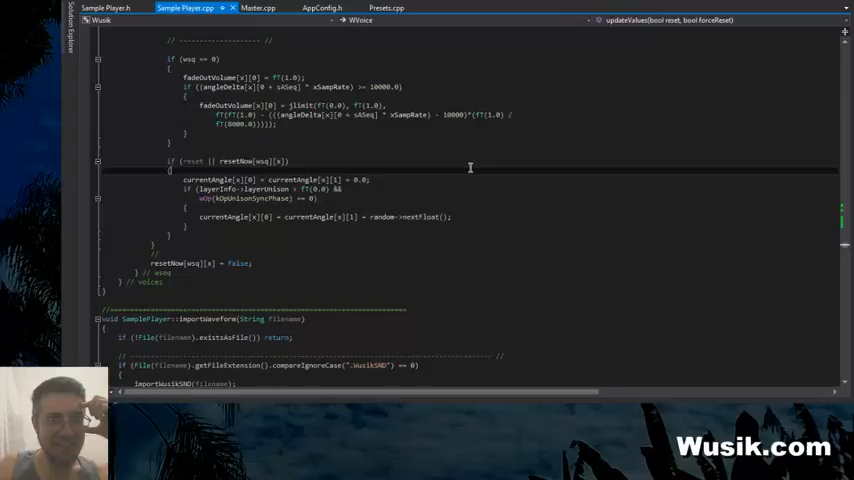 Sample Player.h Sample Player.cpp Master.cpp AppConfig.h Presets.cpp
Solution Explorer
Wusik WVoice updateValues(bool reset, bool forceReset)
// -------------------- //
if (wsq == 0)
{
fadeOutVolume[x][0] = fT(1.0);
if ((angleDelta[x][0 + sASeq] * xSampRate) >= 10000.0)
{
fadeOutVolume[x][0] = jlimit(fT(0.0), fT(1.0),
fT(fT(1.0) - (((angleDelta[x][0 + sASeq] * xSampRate) - 10000)*(fT(1.0) /
fT(8000.0)))));
}
}
if (reset || resetNow[wsq][x])
{
currentAngle[x][0] = currentAngle[x][1] = 0.0;
if (layerInfo->layerUnison > fT(0.0) &&
wOp(kOpUnisonSyncPhase) == 0)
{
currentAngle[x][0] = currentAngle[x][1] = random->nextFloat();
}
}
}
//
resetNow[wsq][x] = false;
} // wseq
} // voices
}
//===================================================================
void SamplePlayer::importWaveform(String filename)
{
if (!File(filename).existsAsFile()) return;
// ------------------------------------------------------------------------------------------ //
if (File(filename).getFileExtension().compareIgnoreCase(".WusikSND") == 0)
{
importWusikSND(filename);
Wusik.com